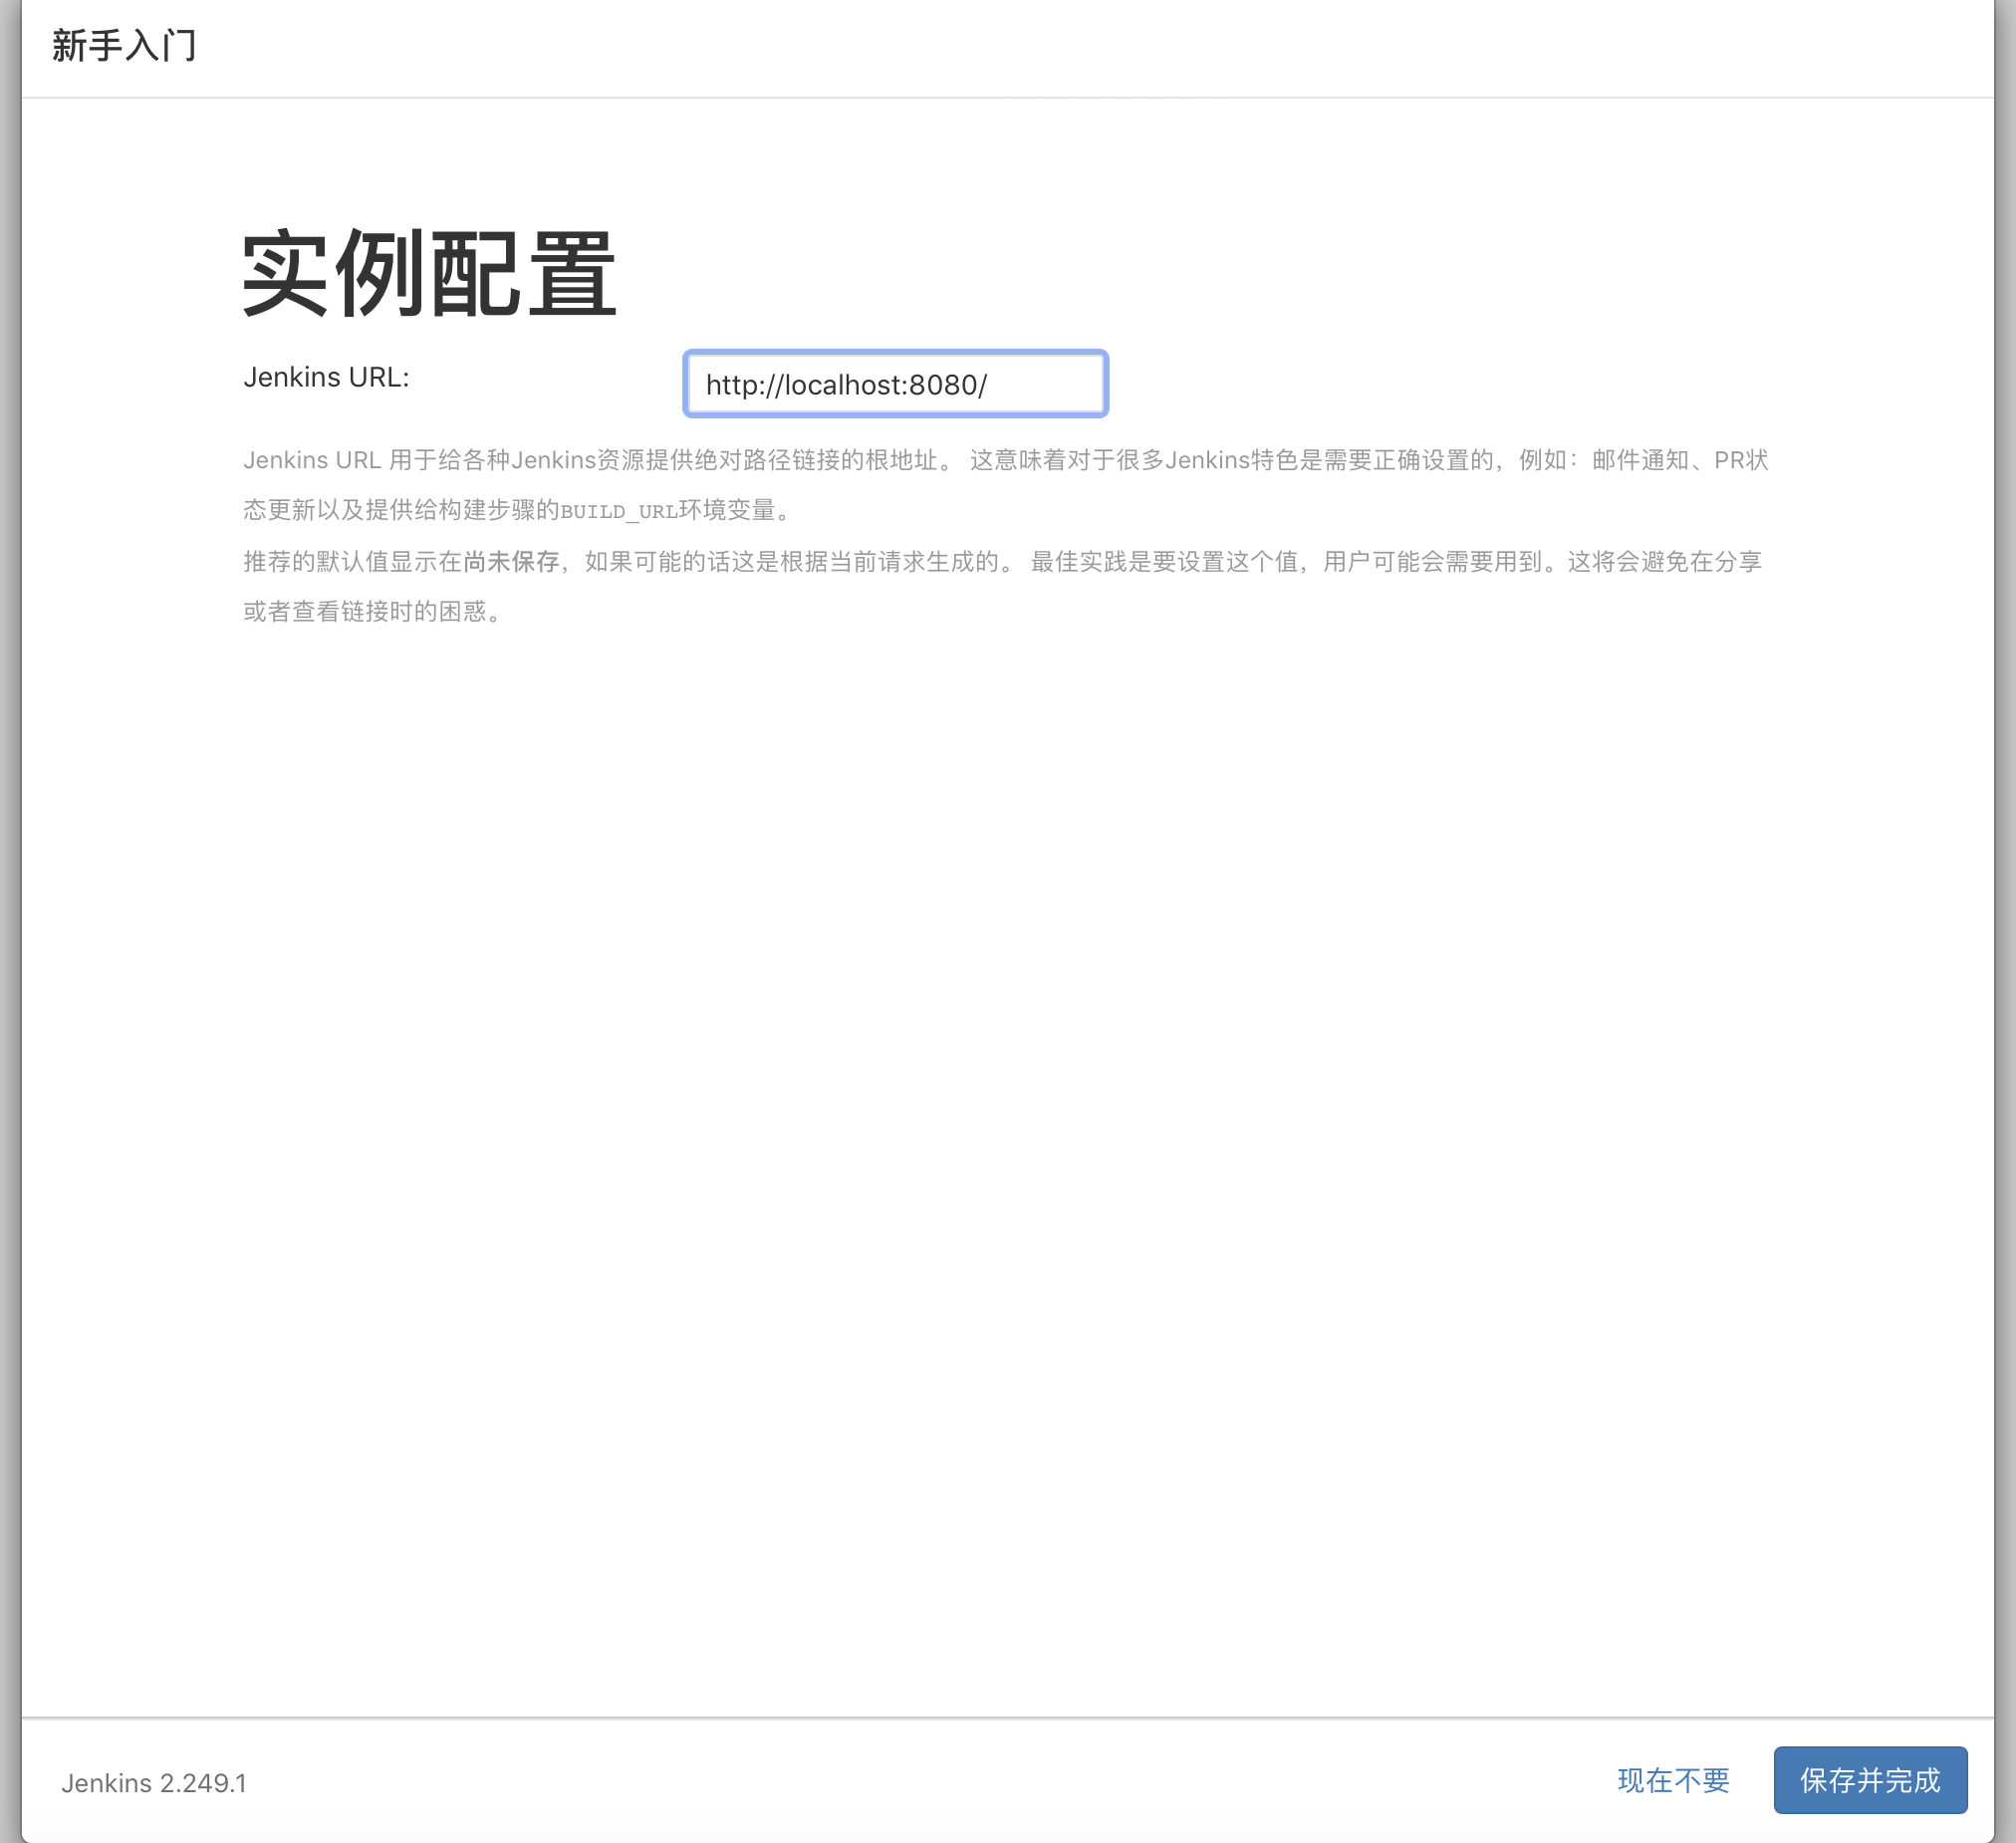 新手入门
实例配置
Jenkins URL:
http://localhost:8080/
Jenkins URL 用于给各种Jenkins资源提供绝对路径链接的根地址。 这意味着对于很多Jenkins特色是需要正确设置的，例如：邮件通知、PR状
态更新以及提供给构建步骤的BUILD_URL环境变量。
推荐的默认值显示在尚未保存，如果可能的话这是根据当前请求生成的。 最佳实践是要设置这个值，用户可能会需要用到。这将会避免在分享
或者查看链接时的困惑。
Jenkins 2.249.1
现在不要
保存并完成